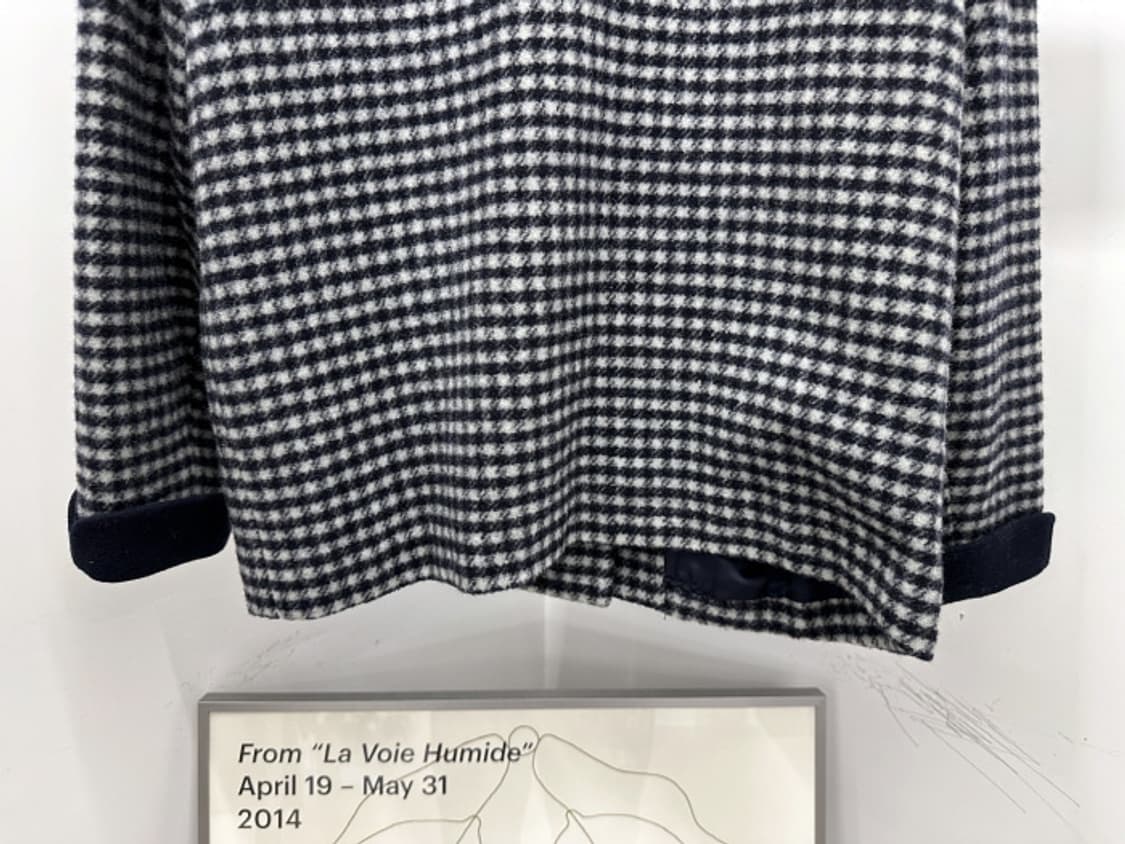 From “La Voie Humide”
April 19 – May 31
2014